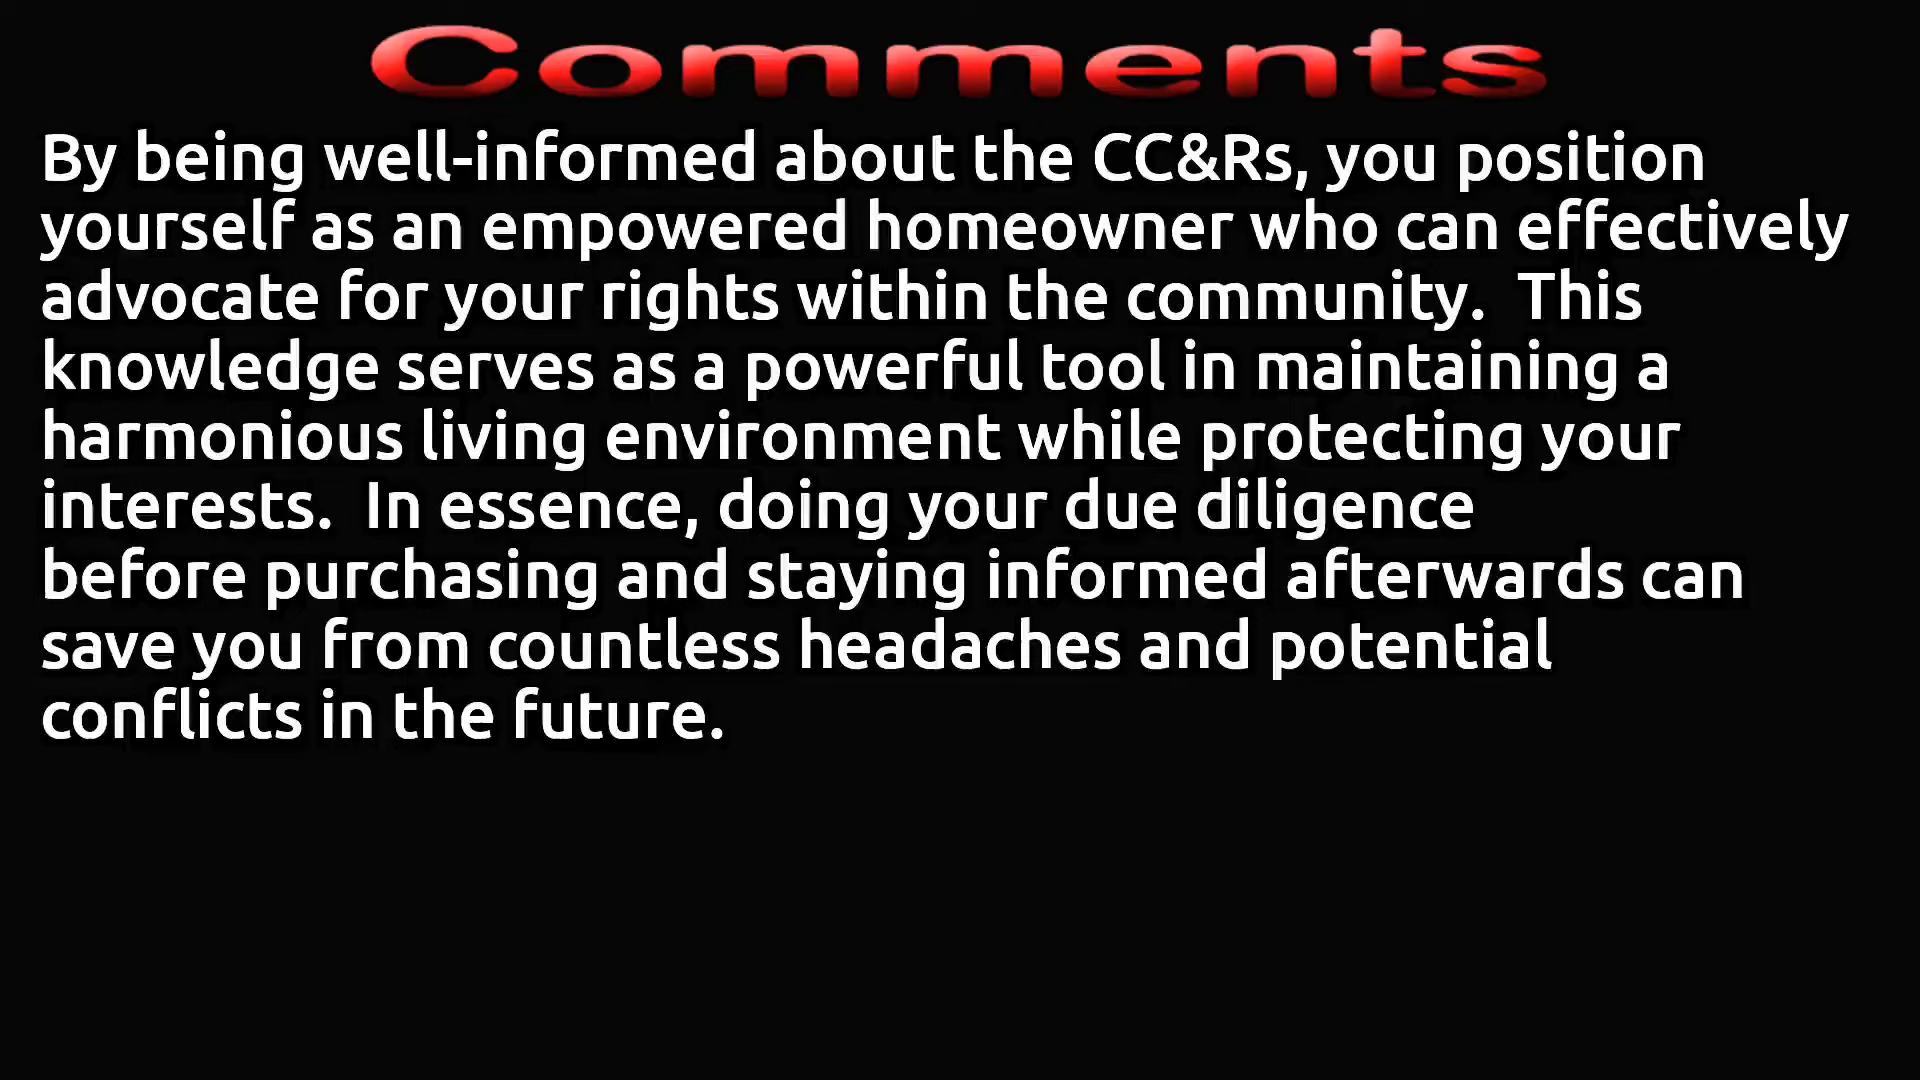 Comments
By being well-informed about the CC&Rs, you position
yourself as an empowered homeowner who can effectively
advocate for your rights within the community.  This
knowledge serves as a powerful tool in maintaining a
harmonious living environment while protecting your
interests.  In essence, doing your due diligence
before purchasing and staying informed afterwards can
save you from countless headaches and potential
conflicts in the future.